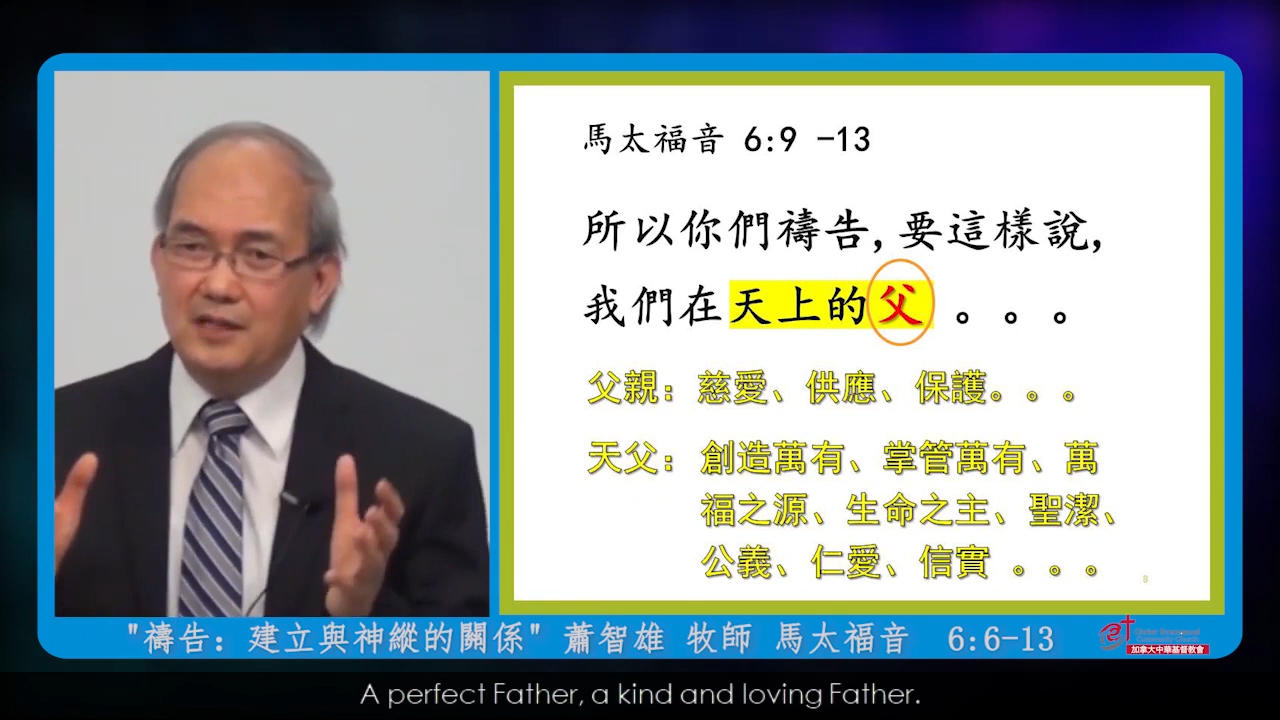 馬太福音 6:9 -13
所以你們禱告,要這樣說,
我們在天上的父 。。。
父親：慈愛、供應、保護。。。
天父：創造萬有、掌管萬有、萬
福之源、生命之主、聖潔、
公義、仁愛、信實 。。。
8
"禱告：建立與神縱的關係" 蕭智雄 牧師 馬太福音 6:6-13
加拿大中華基督教會
A perfect Father, a kind and loving Father.